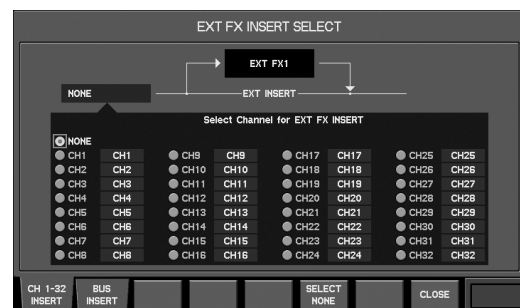 EXT FX INSERT SELECT
EXT FX1
NONE
EXT INSERT
Select Channel for EXT FX INSERT
NONE
CH1 CH1 CH9 CH9 CH17 CH17 CH25 CH25
CH2 CH2 CH10 CH10 CH18 CH18 CH26 CH26
CH3 CH3 CH11 CH11 CH19 CH19 CH27 CH27
CH4 CH4 CH12 CH12 CH20 CH20 CH28 CH28
CH5 CH5 CH13 CH13 CH21 CH21 CH29 CH29
CH6 CH6 CH14 CH14 CH22 CH22 CH30 CH30
CH7 CH7 CH15 CH15 CH23 CH23 CH31 CH31
CH8 CH8 CH16 CH16 CH24 CH24 CH32 CH32
CH 1-32 INSERT
BUS INSERT
SELECT NONE
CLOSE